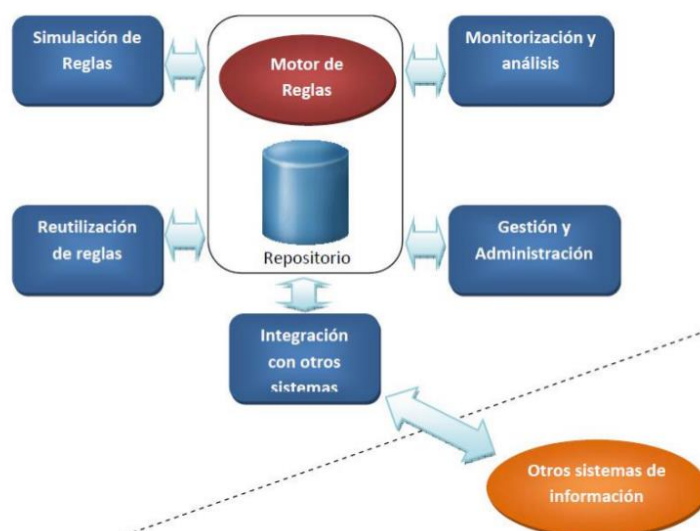 Simulación de
Reglas
Motor de
Reglas
Monitorización y
análisis
Reutilización
de reglas
Repositorio
Gestión y
Administración
Integración
con otros
sistemas
Otros sistemas de
información